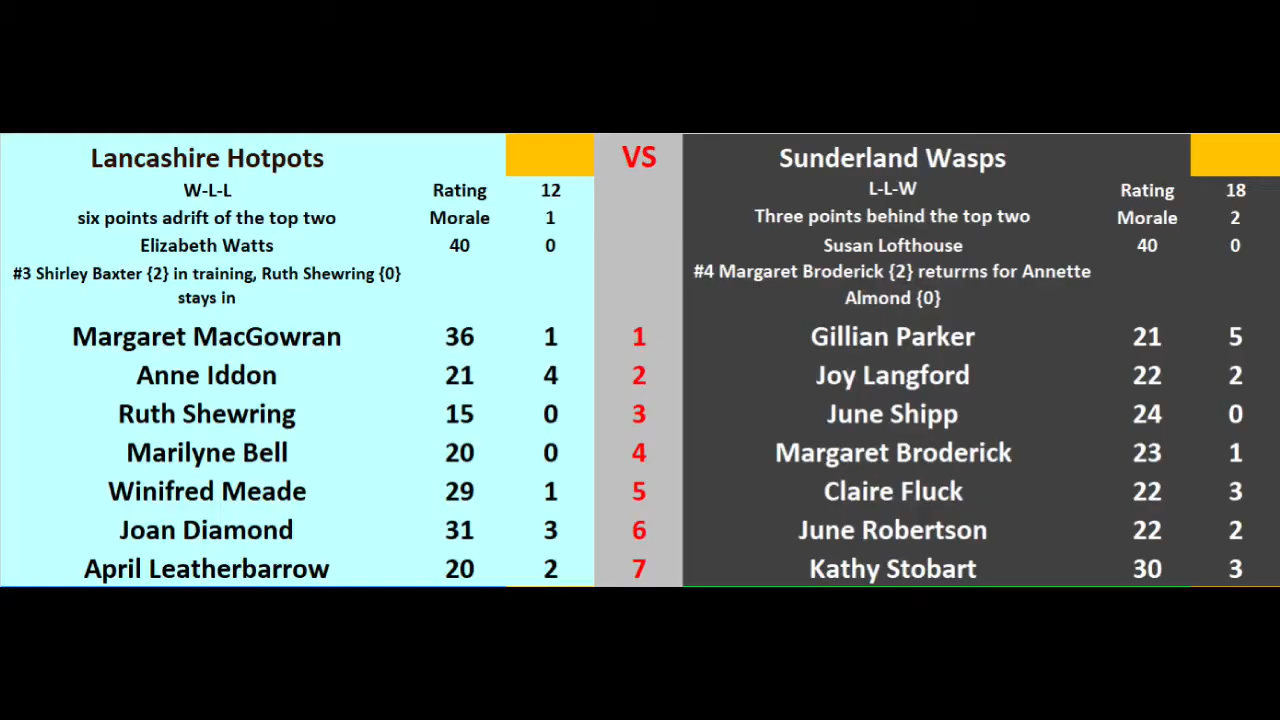 Lancashire Hotpots VS Sunderland Wasps
W-L-L Rating 12 L-L-W Rating 18
six points adrift of the top two Morale 1 Three points behind the top two Morale 2
Elizabeth Watts 40 0 Susan Lofthouse 40 0
#3 Shirley Baxter {2} in training, Ruth Shewring {0} #4 Margaret Broderick {2} returrns for Annette
stays in Almond {0}
Margaret MacGowran 36 1 1 Gillian Parker 21 5
Anne Iddon 21 4 2 Joy Langford 22 2
Ruth Shewring 15 0 3 June Shipp 24 0
Marilyne Bell 20 0 4 Margaret Broderick 23 1
Winifred Meade 29 1 5 Claire Fluck 22 3
Joan Diamond 31 3 6 June Robertson 22 2
April Leatherbarrow 20 2 7 Kathy Stobart 30 3